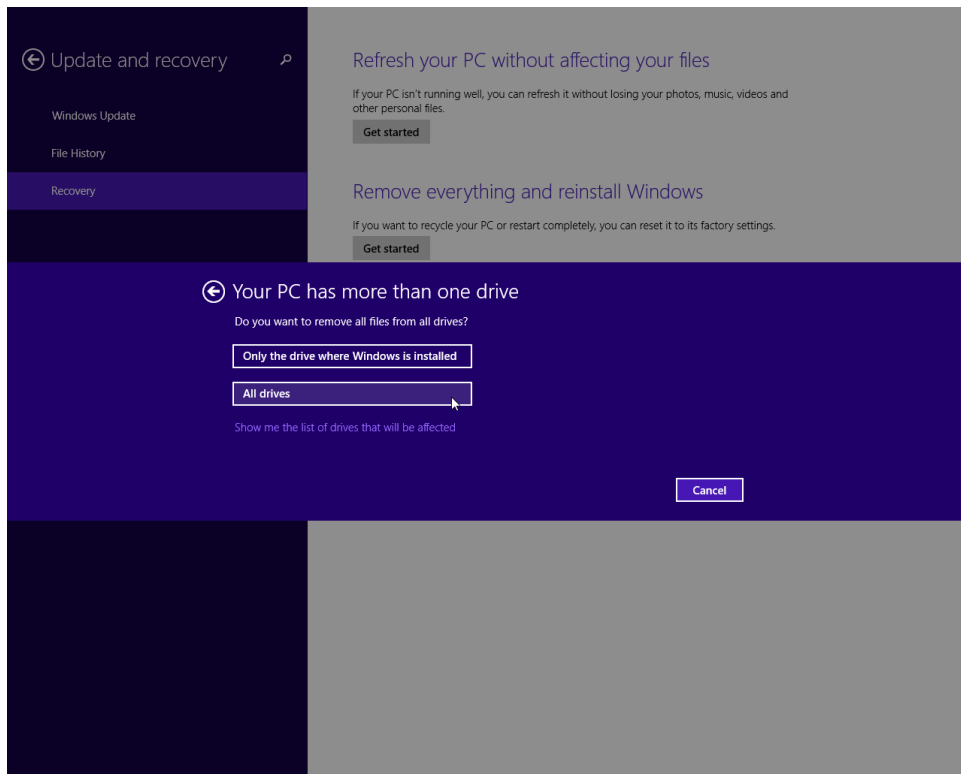 Update and recovery
Windows Update
File History
Recovery
Refresh your PC without affecting your files
If your PC isn't running well, you can refresh it without losing your photos, music, videos and
other personal files.
Get started
Remove everything and reinstall Windows
If you want to recycle your PC or restart completely, you can reset it to its factory settings.
Get started
Your PC has more than one drive
Do you want to remove all files from all drives?
Only the drive where Windows is installed
All drives
Show me the list of drives that will be affected
Cancel